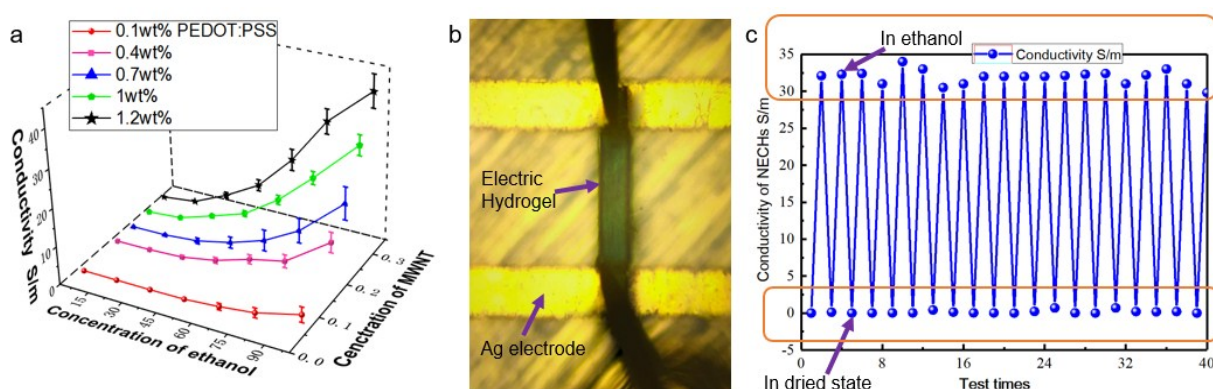 a
0.1wt% PEDOT:PSS
0.4wt%
0.7wt%
1wt%
1.2wt%
Conductivity S/m
40
30
20
10
0
15
30
45
60
75
90
Concentration of ethanol
0.0
0.1
0.2
0.3
Cenctration of MWNT
b
Electric
Hydrogel
Ag electrode
c
In ethanol
Conductivity S/m
Conductivity of NECHs S/m
35
30
25
20
15
10
5
0
-5
0
8
16
24
32
40
In dried state
Test times